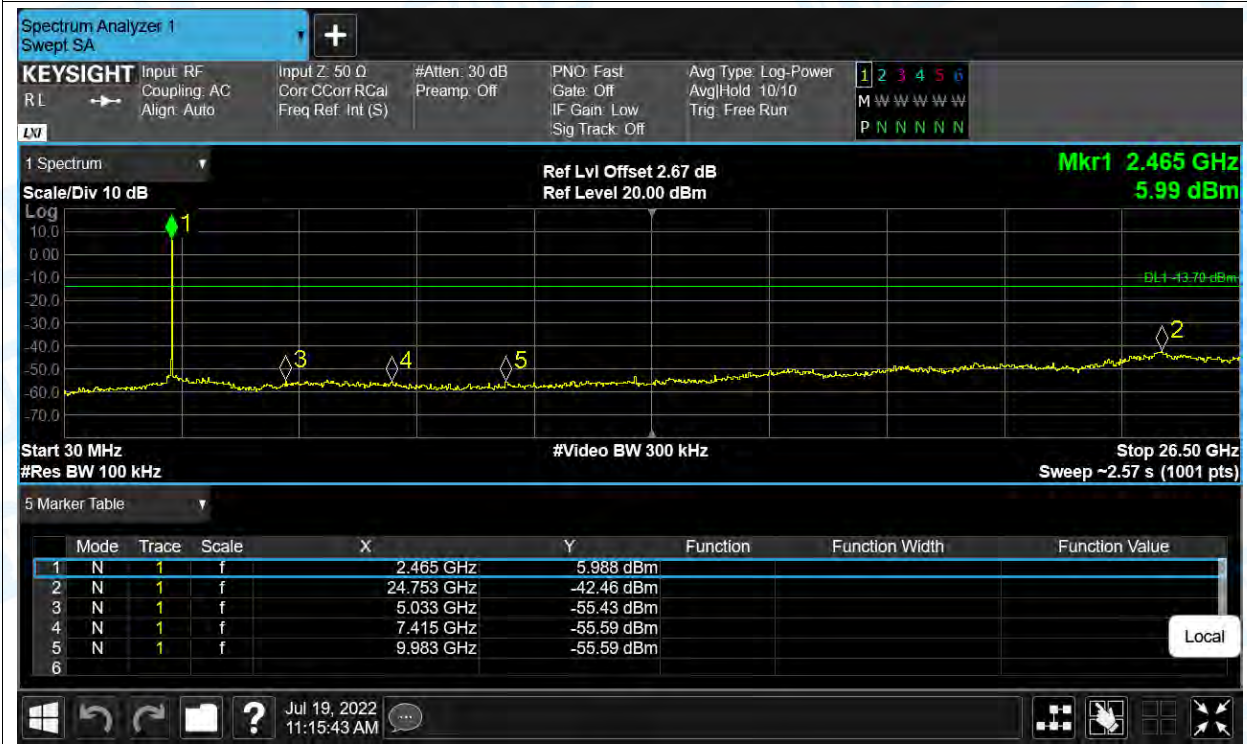 Spectrum Analyzer 1
Swept SA
KEYSIGHT Input: RF Input Z: 50 Ω #Atten: 30 dB PNO: Fast Avg Type: Log-Power 1 2 3 4 5 6
R L Coupling: AC Corr CCorr RCal Preamp: Off Gate: Off Avg|Hold: 10/10 M W W W W W
Align: Auto Freq Ref: Int (S) IF Gain: Low Trig: Free Run
LXI Sig Track: Off P N N N N N
1 Spectrum Ref Lvl Offset 2.67 dB Mkr1 2.465 GHz
Scale/Div 10 dB Ref Level 20.00 dBm 5.99 dBm
Log
10.0 1
0.00
-10.0 DL1 -13.70 dBm
-20.0
-30.0 2
-40.0
-50.0 3 4 5
-60.0
-70.0
Start 30 MHz #Video BW 300 kHz Stop 26.50 GHz
#Res BW 100 kHz Sweep ~2.57 s (1001 pts)
5 Marker Table
Mode Trace Scale X Y Function Function Width Function Value
1 N 1 f 2.465 GHz 5.988 dBm
2 N 1 f 24.753 GHz -42.46 dBm
3 N 1 f 5.033 GHz -55.43 dBm
4 N 1 f 7.415 GHz -55.59 dBm
5 N 1 f 9.983 GHz -55.59 dBm
6
Local
? Jul 19, 2022
11:15:43 AM